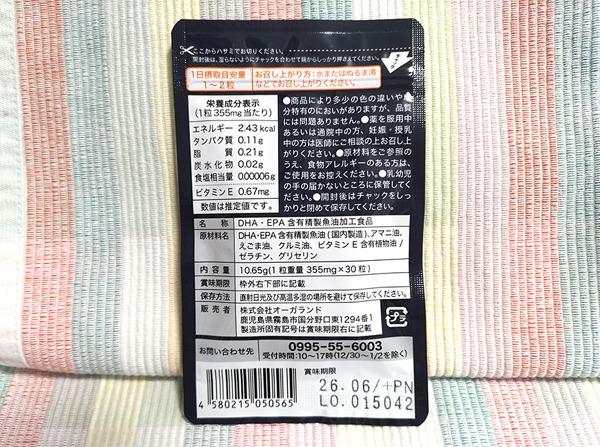 ここからハサミでお切りください。
開封後は、湿らないようにチャックを合わせて端からしっかり押さえてください。
1日摂取目安量
1～2粒
お召し上がり方:水またはぬるま湯
などでお召し上がりください。
栄養成分表示
(1粒355mg当たり)
エネルギー 2.43kcal
タンパク質 0.11g
脂質 0.21g
炭水化物 0.02g
食塩相当量 0.00006g
ビタミンE 0.67mg
数値は推定値です。
●商品により多少の色の違いや成
分特有のにおいがありますが、品質
には問題ありません。●薬を服用中
あるいは通院中の方、妊娠・授乳
中の方は医師にご相談の上お召し上
がりください。●原材料をご参照の
うえ、食物アレルギーのある方は、
ご使用をお控えください。●乳幼児
の手の届かないところに保管してく
ださい。●開封後はチャックをしっ
かりと閉めて保存してください。
名称 DHA・EPA含有精製魚油加工食品
原材料名 DHA・EPA含有精製魚油(国内製造)、アマニ油、
えごま油、クルミ油、ビタミンE含有植物油/
ゼラチン、グリセリン
内容量 10.65g(1粒重量 355mg×30粒)
賞味期限 枠外右下部に記載
保存方法 直射日光及び高温多湿の場所を避けて保存してください。
販売者 株式会社オーガランド
鹿児島県霧島市国分野口東1294番1
製造所固有記号は賞味期限右に記載
プラ
お問い合わせ先 0995-55-6003
受付時間:10～17時(12/30～1/2を除く)
賞味期限
26.06/+PN
LO.015042
4 580215 050565